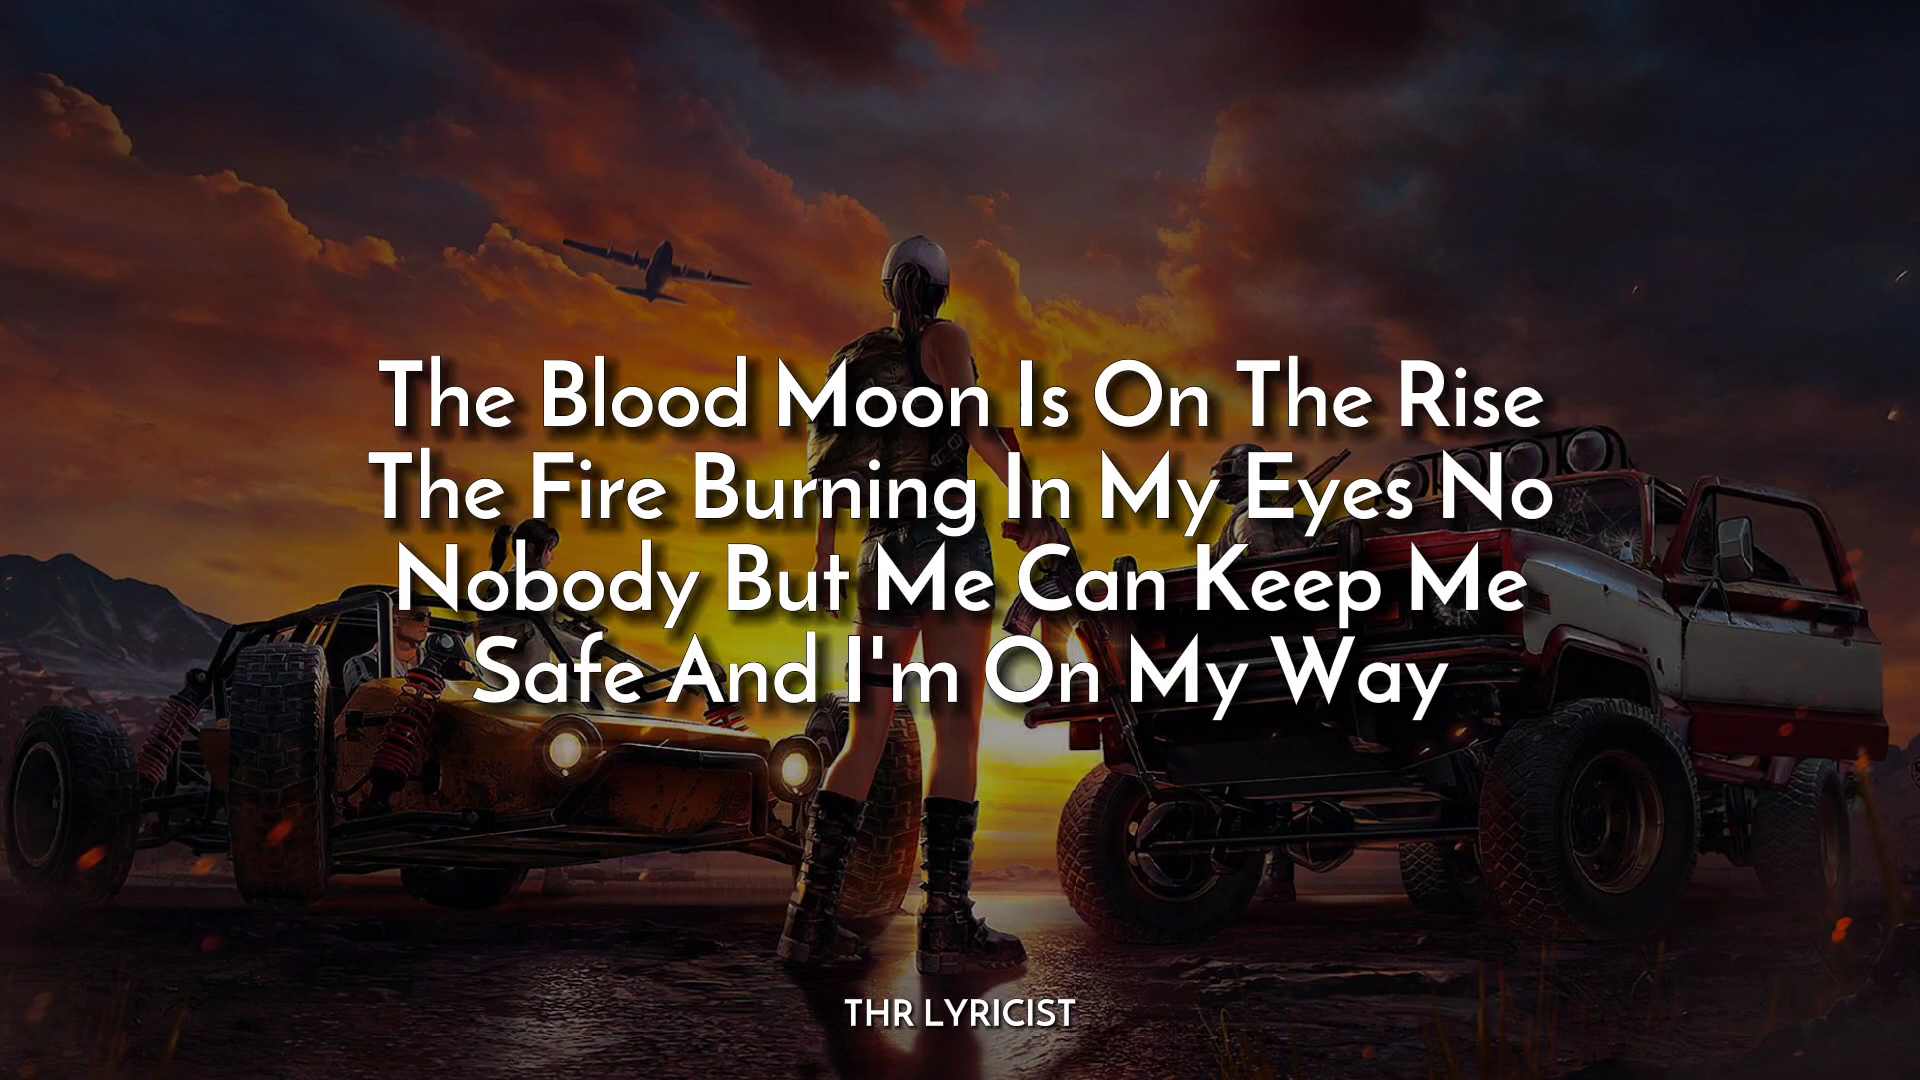 The Blood Moon Is On The Rise
The Fire Burning In My Eyes No
Nobody But Me Can Keep Me
Safe And I'm On My Way
THR LYRICIST